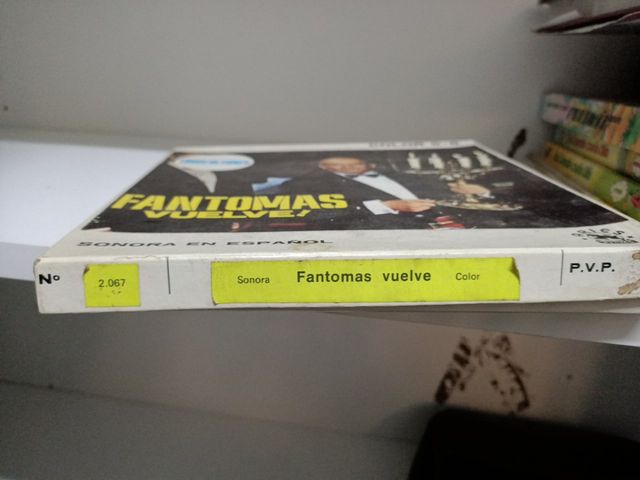 FANTOMAS
VUELVE!
SONORA EN ESPAÑOL
Nº
2.067
Sonora Fantomas vuelve Color
P.V.P.